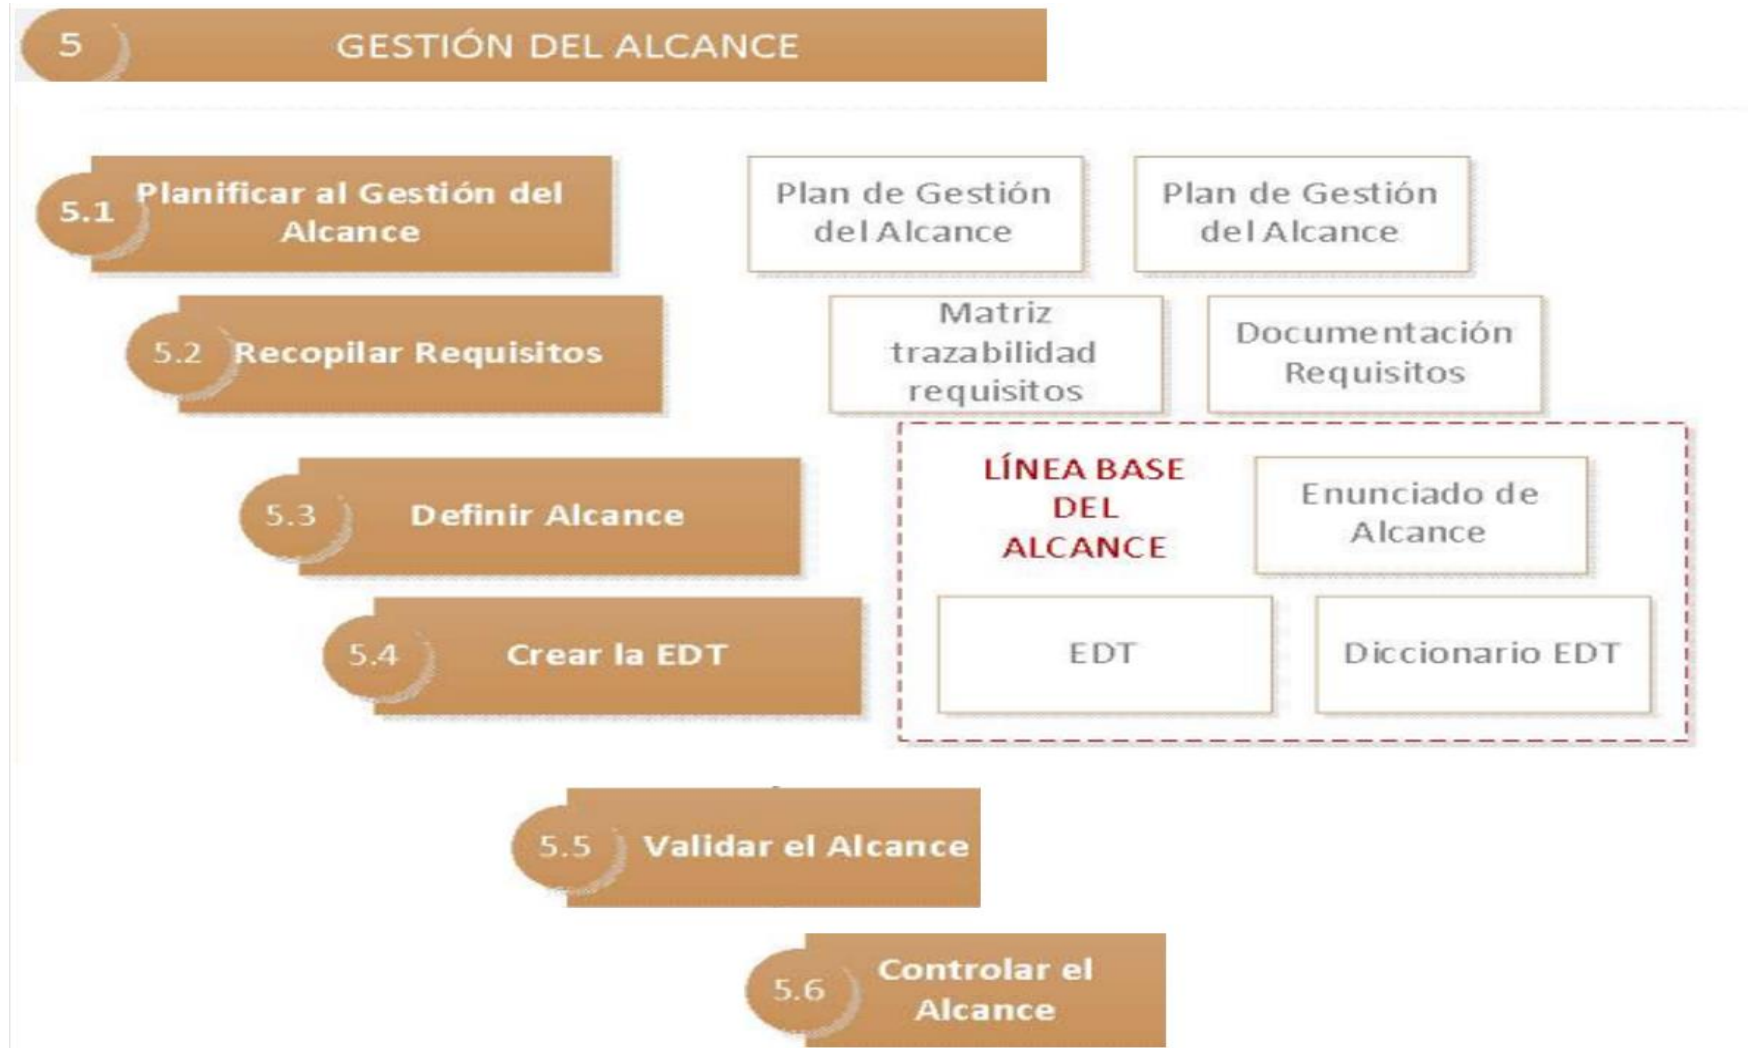 5
GESTIÓN DEL ALCANCE
5.1
Planificar al Gestión del
Alcance
Plan de Gestión
del Alcance
Plan de Gestión
del Alcance
5.2
Recopilar Requisitos
Matriz
trazabilidad
requisitos
Documentación
Requisitos
5.3
Definir Alcance
LÍNEA BASE
DEL
ALCANCE
Enunciado de
Alcance
5.4
Crear la EDT
EDT
Diccionario EDT
5.5
Validar el Alcance
5.6
Controlar el
Alcance